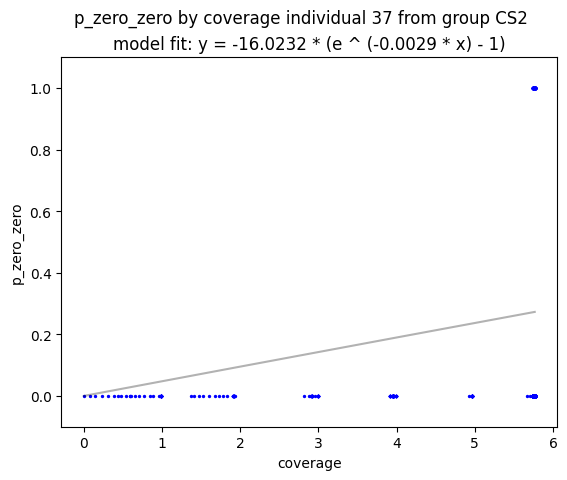 p_zero_zero by coverage individual 37 from group CS2
model fit: y = -16.0232 * (e ^ (-0.0029 * x) - 1)
1.0
0.8
0.6
0.4
0.2
0.0
p_zero_zero
0 1 2 3 4 5 6
coverage